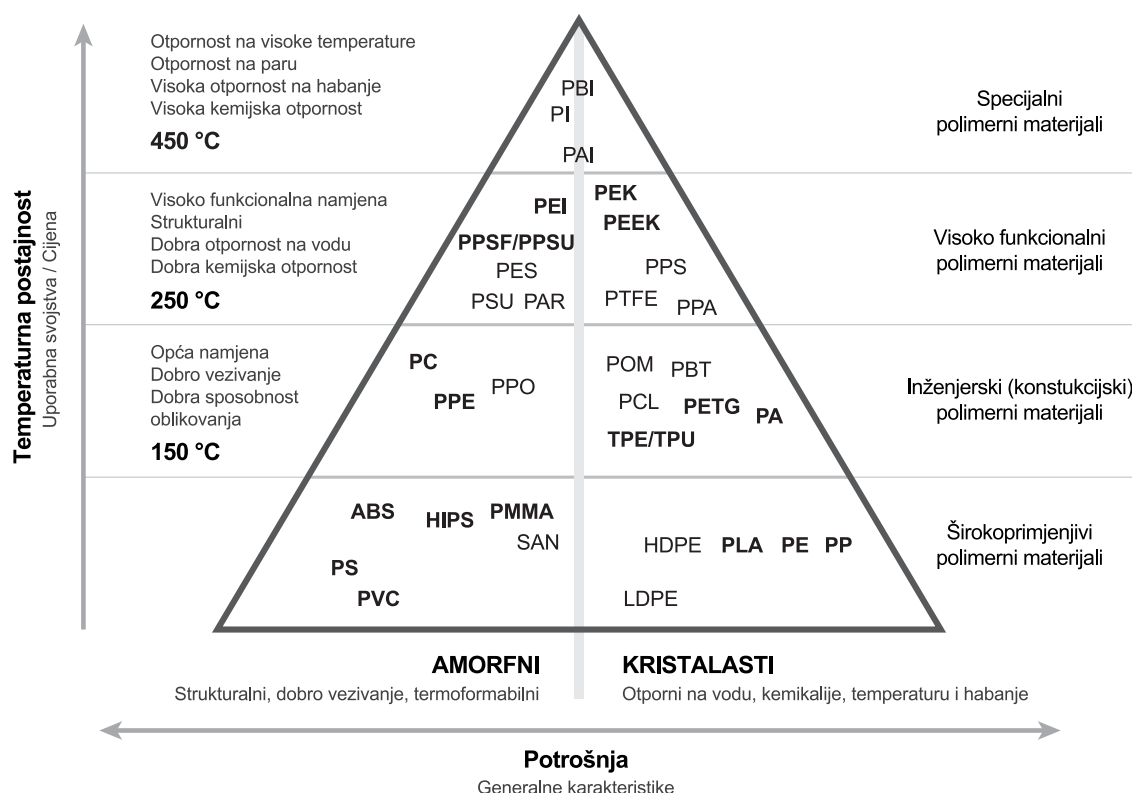 Temperaturna postajnost
Uporabna svojstva / Cijena
Otpornost na visoke temperature
Otpornost na paru
Visoka otpornost na habanje
Visoka kemijska otpornost
450 °C
PBI
PI
PAI
Specijalni
polimerni materijali
Visoko funkcionalna namjena
Strukturalni
Dobra otpornost na vodu
Dobra kemijska otpornost
250 °C
PEI
PPSF/PPSU
PES
PSU PAR
PEK
PEEK
PPS
PTFE
PPA
Visoko funkcionalni
polimerni materijali
Opća namjena
Dobro vezivanje
Dobra sposobnost
oblikovanja
150 °C
PC
PPE
PPO
POM
PBT
PCL
PETG
PA
TPE/TPU
Inženjerski (konstukcijski)
polimerni materijali
ABS
HIPS
PMMA
SAN
PS
PVC
HDPE PLA PE PP
LDPE
Širokoprimjenjivi
polimerni materijali
AMORFNI
Strukturalni, dobro vezivanje, termoformabilni
KRISTALASTI
Otporni na vodu, kemikalije, temperaturu i habanje
Potrošnja
Generalne karakteristike